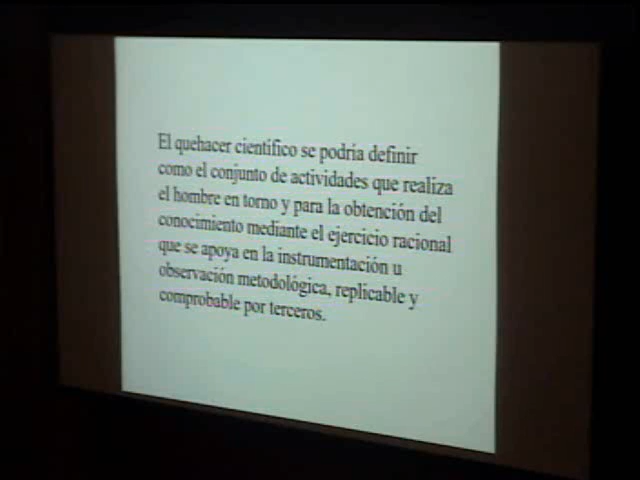 El quehacer científico se podría definir
como el conjunto de actividades que realiza
el hombre en torno y para la obtención del
conocimiento mediante el ejercicio racional
que se apoya en la instrumentación u
observación metodológica, replicable y
comprobable por terceros.